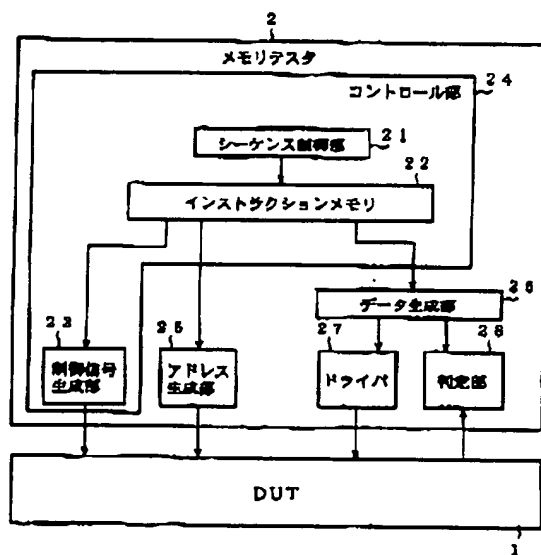 2
メモリテスタ
24
コントロール部
21
シーケンス制御部
22
インストラクションメモリ
26
データ生成部
23
制御信号
生成部
25
アドレス
生成部
27
ドライバ
28
判定部
DUT
1